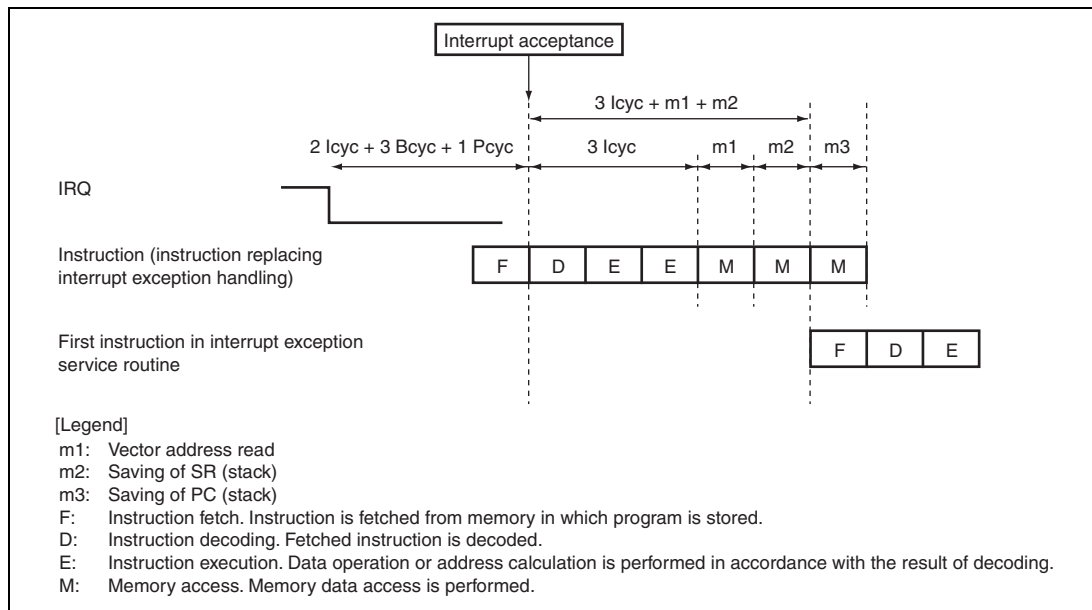 Interrupt acceptance
3 Icyc + m1 + m2
2 Icyc + 3 Bcyc + 1 Pcyc
3 Icyc
m1
m2
m3
IRQ
Instruction (instruction replacing
interrupt exception handling)
F
D
E
E
M
M
M
First instruction in interrupt exception
service routine
F
D
E
[Legend]
m1: Vector address read
m2: Saving of SR (stack)
m3: Saving of PC (stack)
F: Instruction fetch. Instruction is fetched from memory in which program is stored.
D: Instruction decoding. Fetched instruction is decoded.
E: Instruction execution. Data operation or address calculation is performed in accordance with the result of decoding.
M: Memory access. Memory data access is performed.